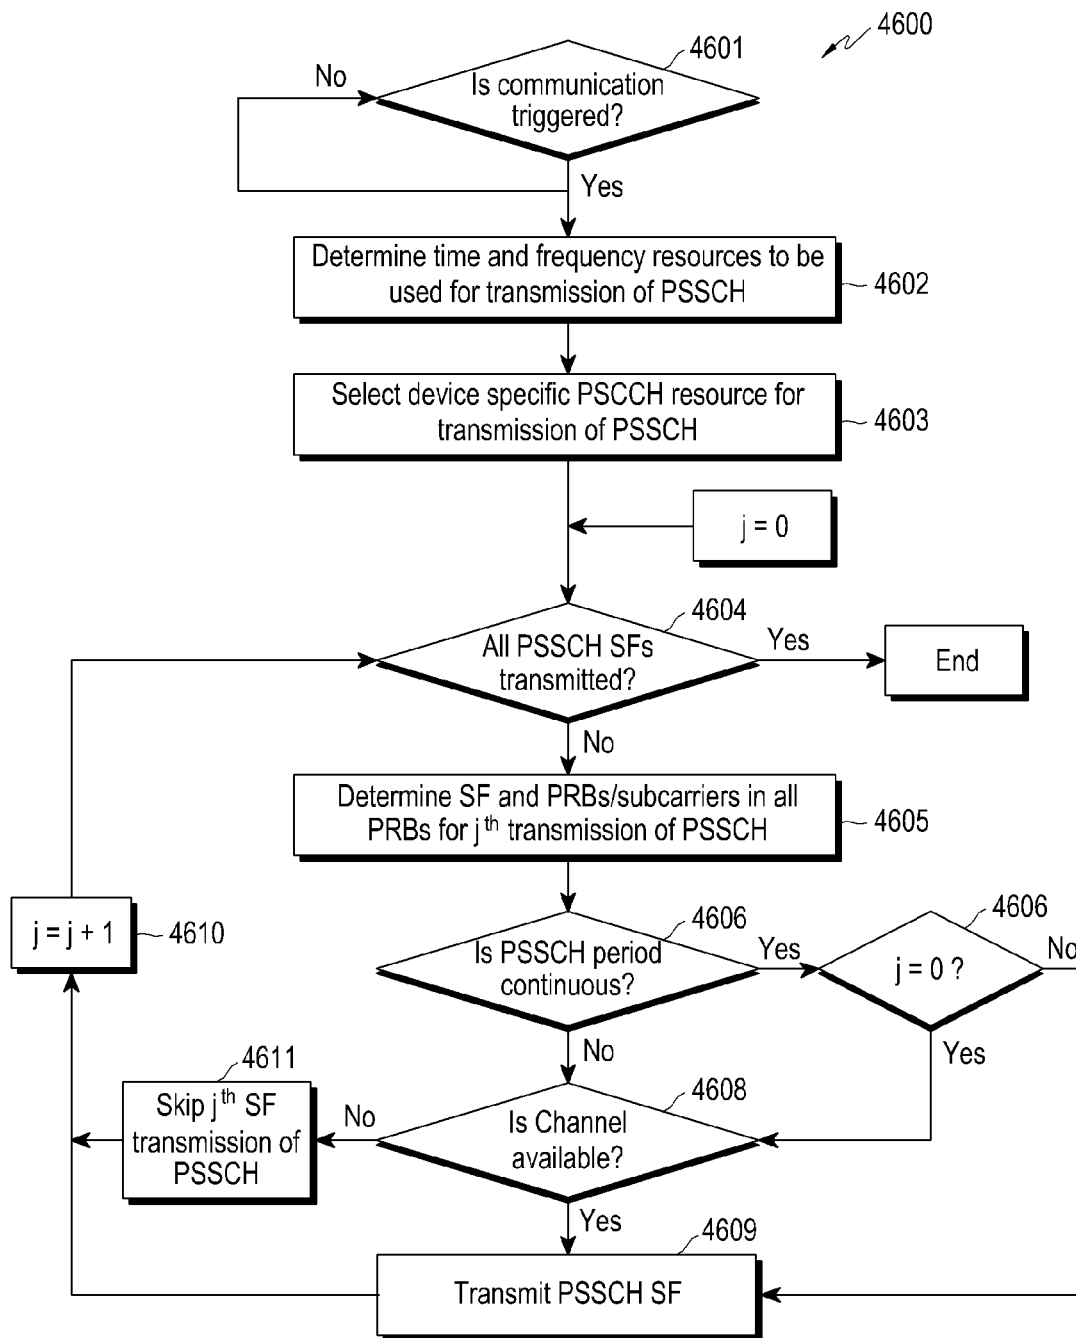 4600
4601
No
Is communication
triggered?
Yes
Determine time and frequency resources to be
used for transmission of PSSCH
4602
Select device specific PSCCH resource for
transmission of PSSCH
4603
j = 0
4604
All PSSCH SFs
transmitted?
Yes
End
No
Determine SF and PRBs/subcarriers in all
PRBs for jth transmission of PSSCH
4605
j = j + 1
4610
4606
Is PSSCH period
continuous?
Yes
4606
j = 0 ?
No
No
Yes
4611
Skip jth SF
transmission of
PSSCH
No
4608
Is Channel
available?
Yes
4609
Transmit PSSCH SF